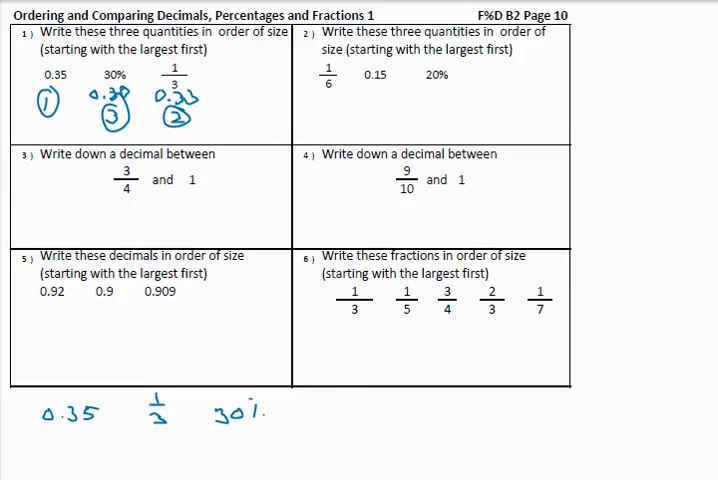 Ordering and Comparing Decimals, Percentages and Fractions 1 F%D B2 Page 10
1 ) Write these three quantities in order of size
(starting with the largest first)
0.35 30% 1/3
0.30 0.33
1 3 2
2 ) Write these three quantities in order of
size (starting with the largest first)
1/6 0.15 20%
3 ) Write down a decimal between
3/4 and 1
4 ) Write down a decimal between
9/10 and 1
5 ) Write these decimals in order of size
(starting with the largest first)
0.92 0.9 0.909
6 ) Write these fractions in order of size
(starting with the largest first)
1/3 1/5 3/4 2/3 1/7
0.35 1/3 30%